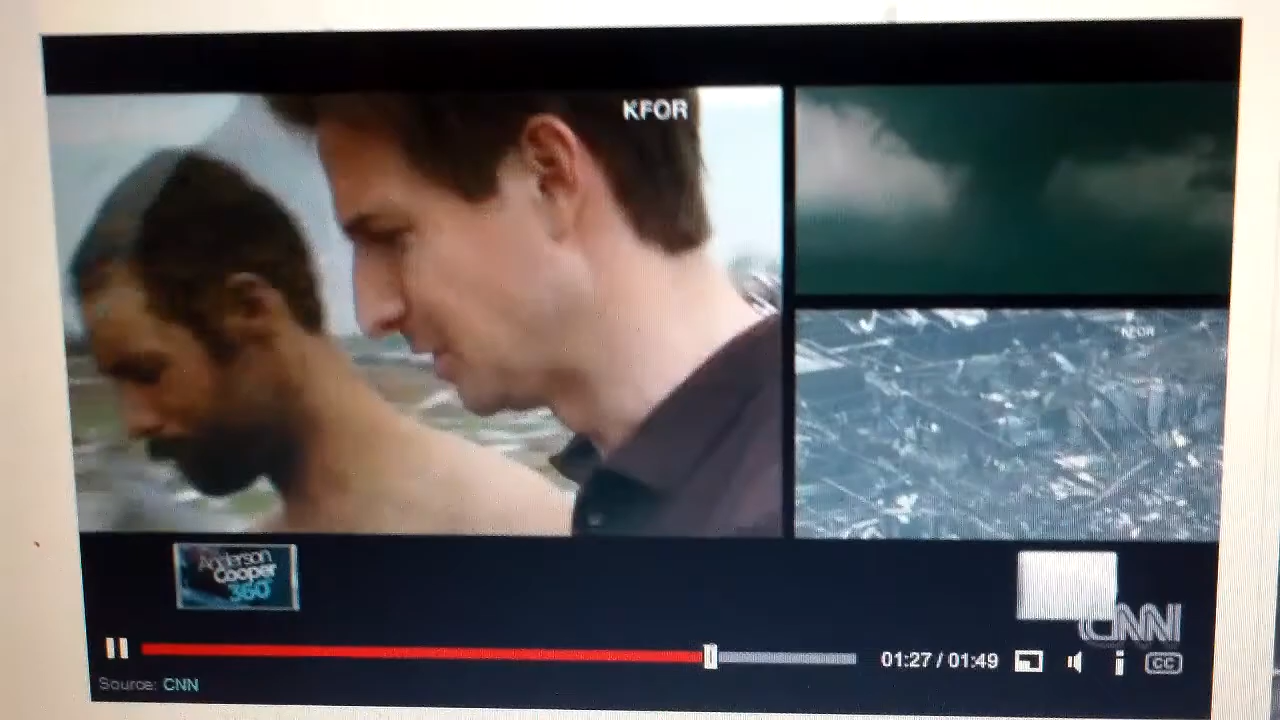 KFOR
KFOR
Anderson
Cooper
360°
CNN
01:27 / 01:49
CC
Source: CNN